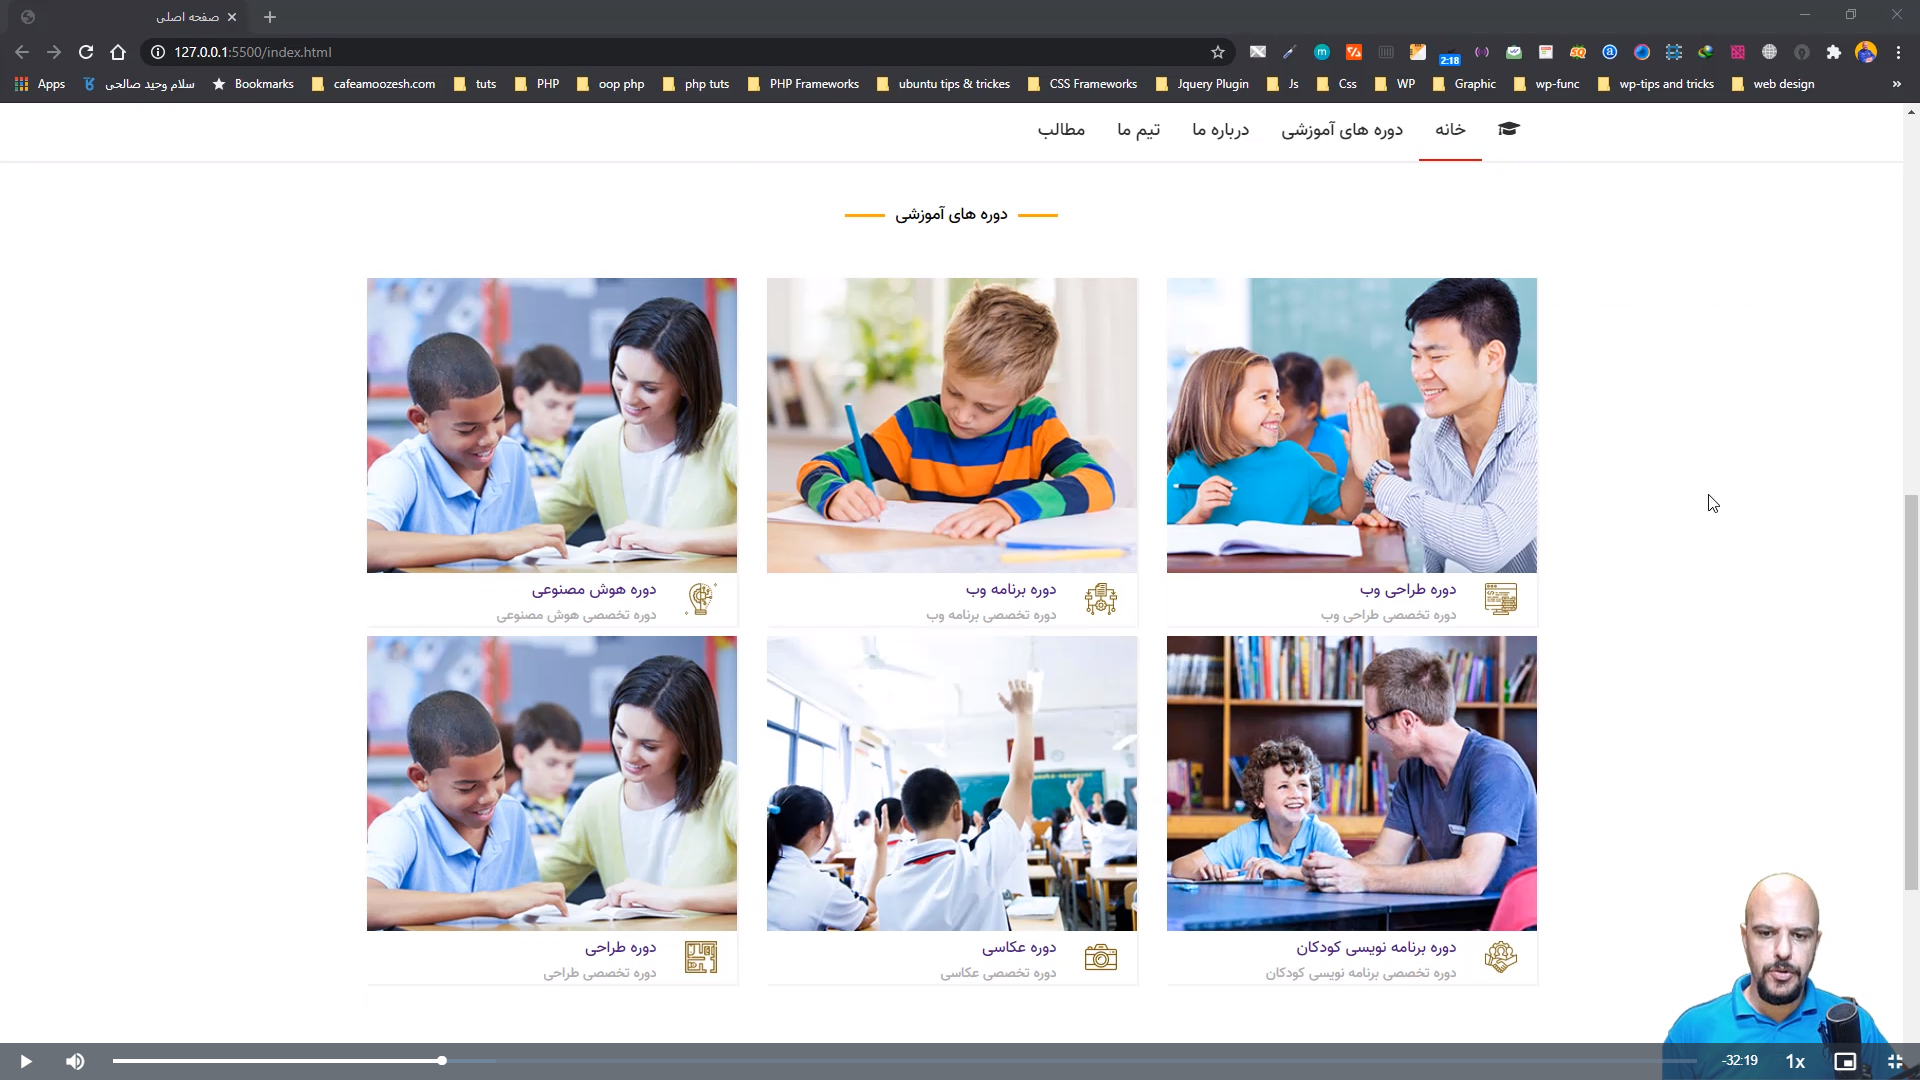 صفحه اصلی
127.0.0.1:5500/index.html
2:18
Apps
سلام وحید صالحی
Bookmarks
cafeamoozesh.com
tuts
PHP
oop php
php tuts
PHP Frameworks
ubuntu tips & trickes
CSS Frameworks
Jquery Plugin
Js
Css
WP
Graphic
wp-func
wp-tips and tricks
web design
»
خانه
دوره های آموزشی
درباره ما
تیم ما
مطالب
دوره های آموزشی
دوره طراحی وب
دوره تخصصی طراحی وب
دوره برنامه وب
دوره تخصصی برنامه وب
دوره هوش مصنوعی
دوره تخصصی هوش مصنوعی
دوره برنامه نویسی کودکان
دوره تخصصی برنامه نویسی کودکان
دوره عکاسی
دوره تخصصی عکاسی
دوره طراحی
دوره تخصصی طراحی
-32:19
1x